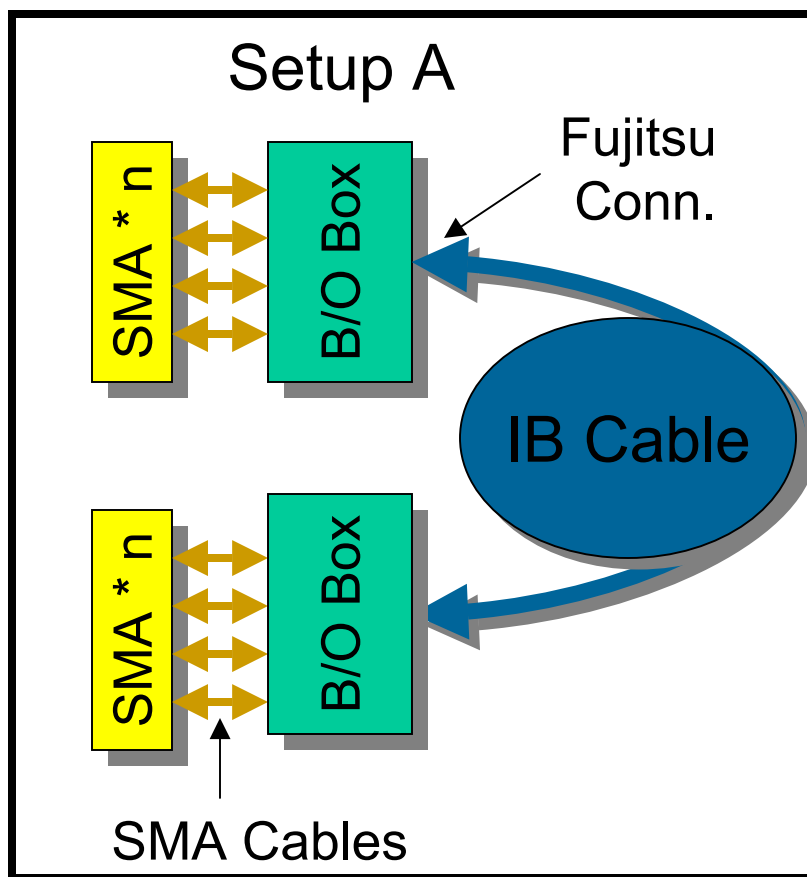 Setup A
Fujitsu
Conn.
SMA * n
B/O Box
IB Cable
SMA * n
B/O Box
SMA Cables